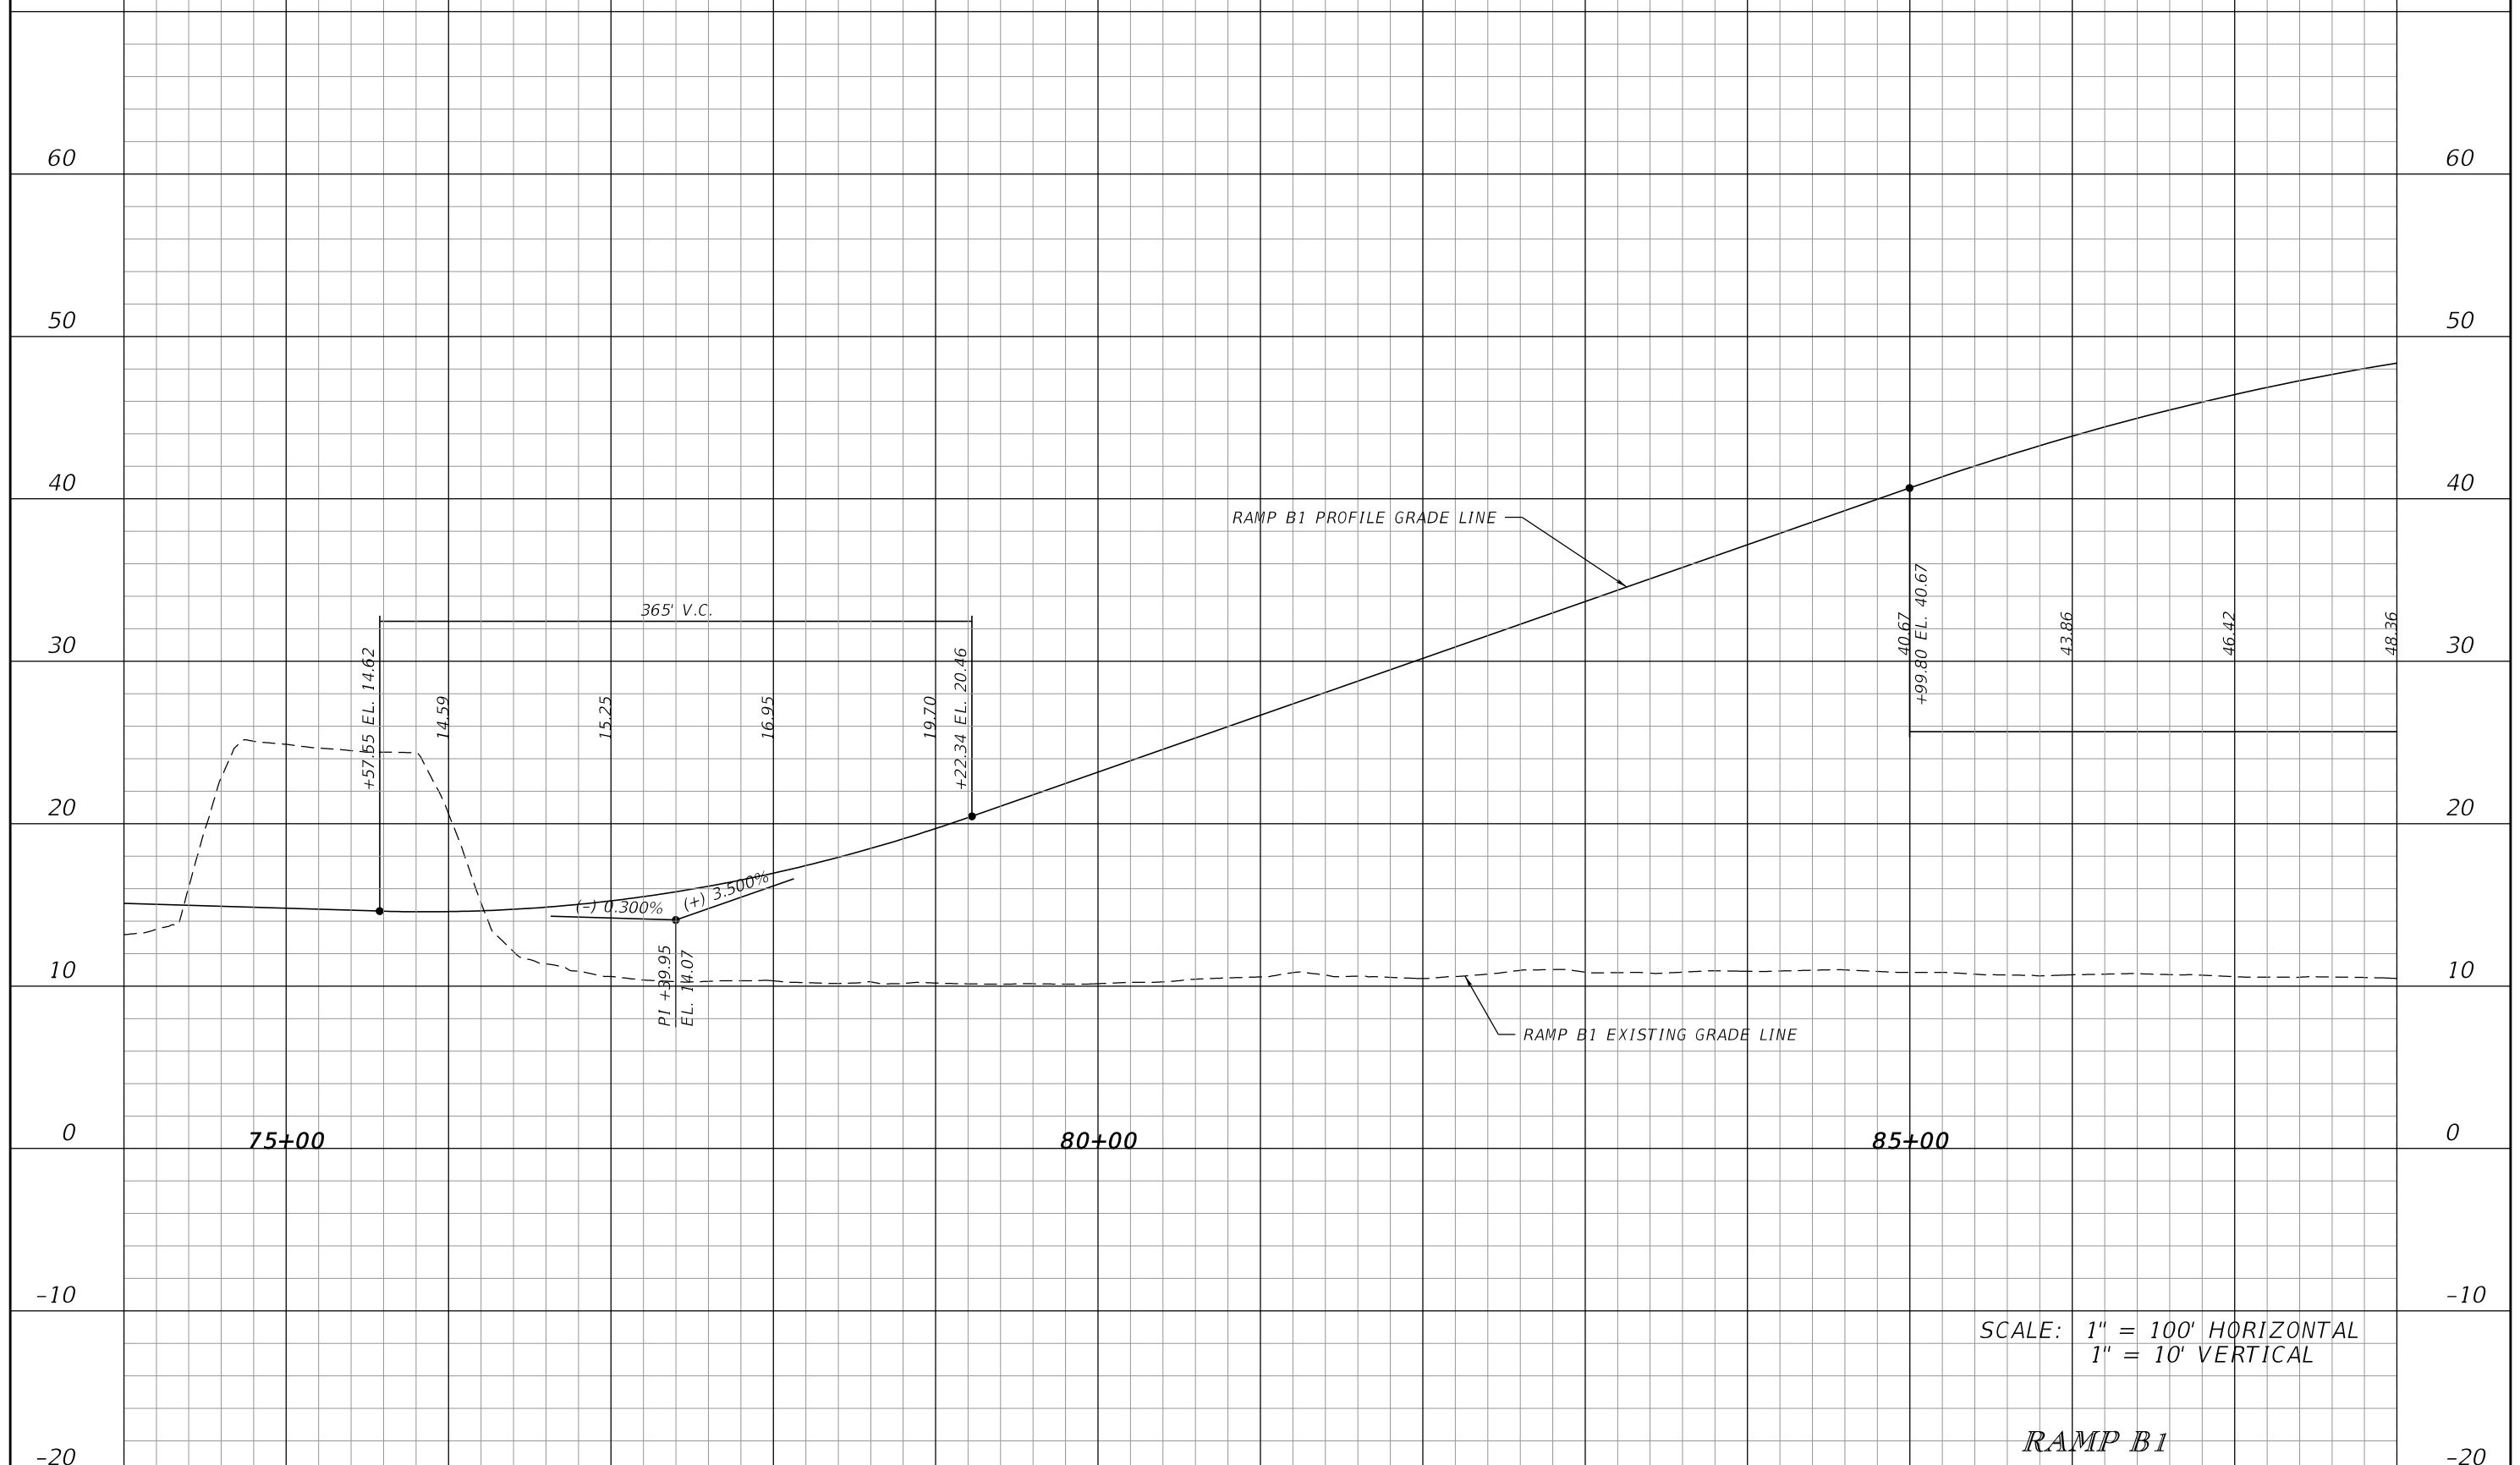 60
60
50
50
40
40
RAMP B1 PROFILE GRADE LINE
365' V.C.
30
30
+57.55 EL. 14.62
14.59
15.25
16.95
19.70
+22.34 EL. 20.46
40.67
+99.80 EL. 40.67
43.86
46.42
48.36
20
20
(-) 0.300%
(+) 3.500%
10
10
PI +39.95
EL. 14.07
RAMP B1 EXISTING GRADE LINE
0
75+00
80+00
85+00
0
-10
-10
SCALE: 1" = 100' HORIZONTAL
1" = 10' VERTICAL
RAMP B1
-20
-20